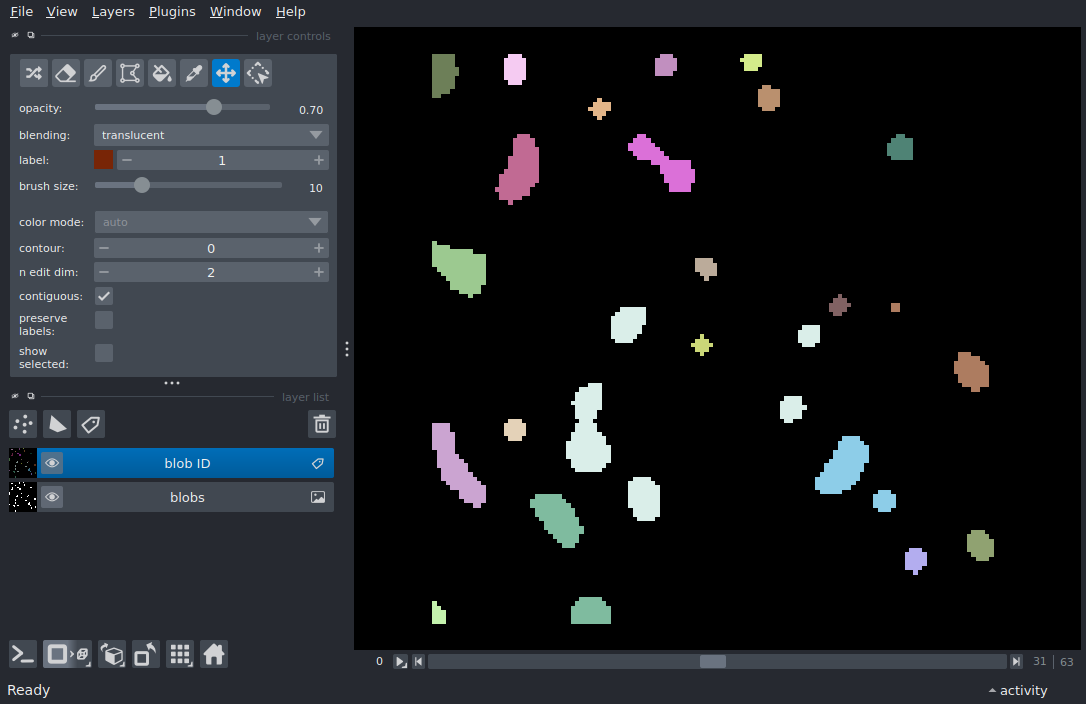 File View Layers Plugins Window Help
layer controls
opacity: 0.70
blending: translucent
label: 1
brush size: 10
color mode: auto
contour: 0
n edit dim: 2
contiguous:
preserve
labels:
show
selected:
layer list
blob ID
blobs
0 31 | 63
Ready activity